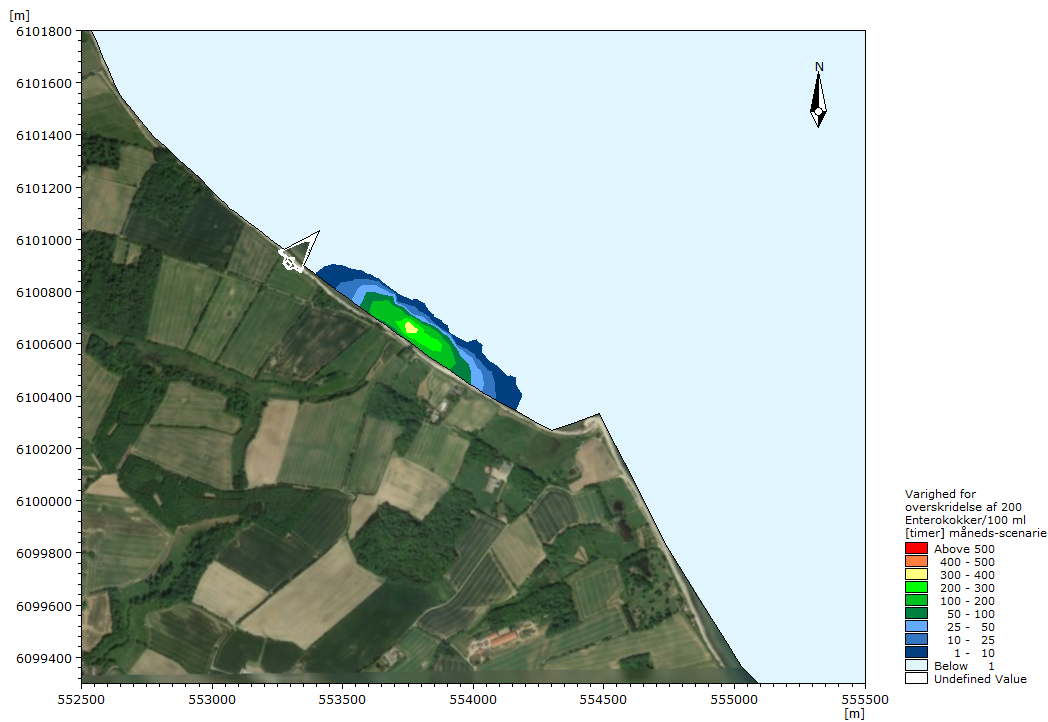 [m]
6101800
6101600
6101400
6101200
6101000
6100800
6100600
6100400
6100200
6100000
6099800
6099600
6099400
N
552500 553000 553500 554000 554500 555000 555500
[m]
Varighed for
overskridelse af 200
Enterokokker/100 ml
[timer] måneds-scenarie
Above 500
400 - 500
300 - 400
200 - 300
100 - 200
50 - 100
25 - 50
10 - 25
1 - 10
Below 1
Undefined Value